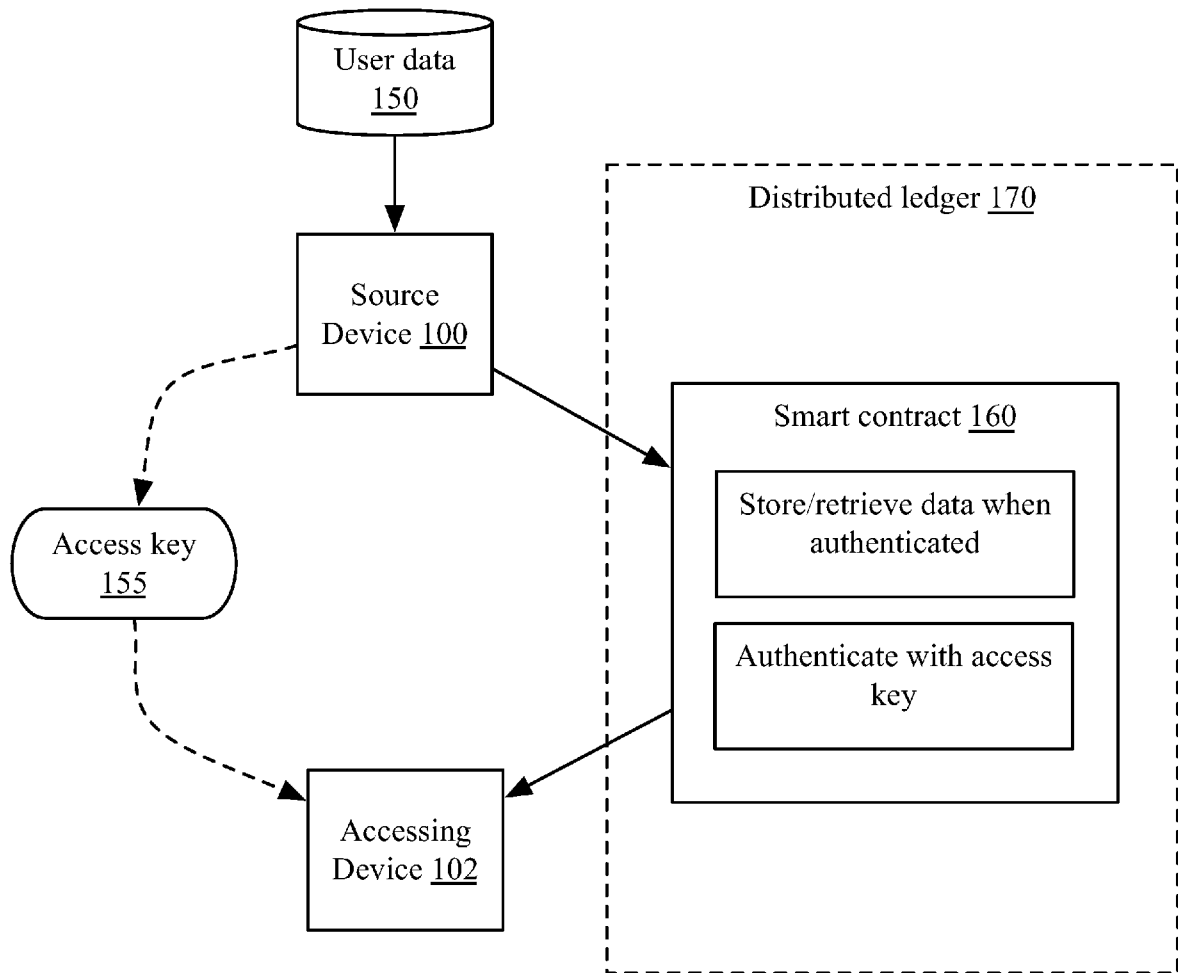 User data
150
Distributed ledger 170
Source
Device 100
Smart contract 160
Store/retrieve data when
authenticated
Access key
155
Authenticate with access
key
Accessing
Device 102